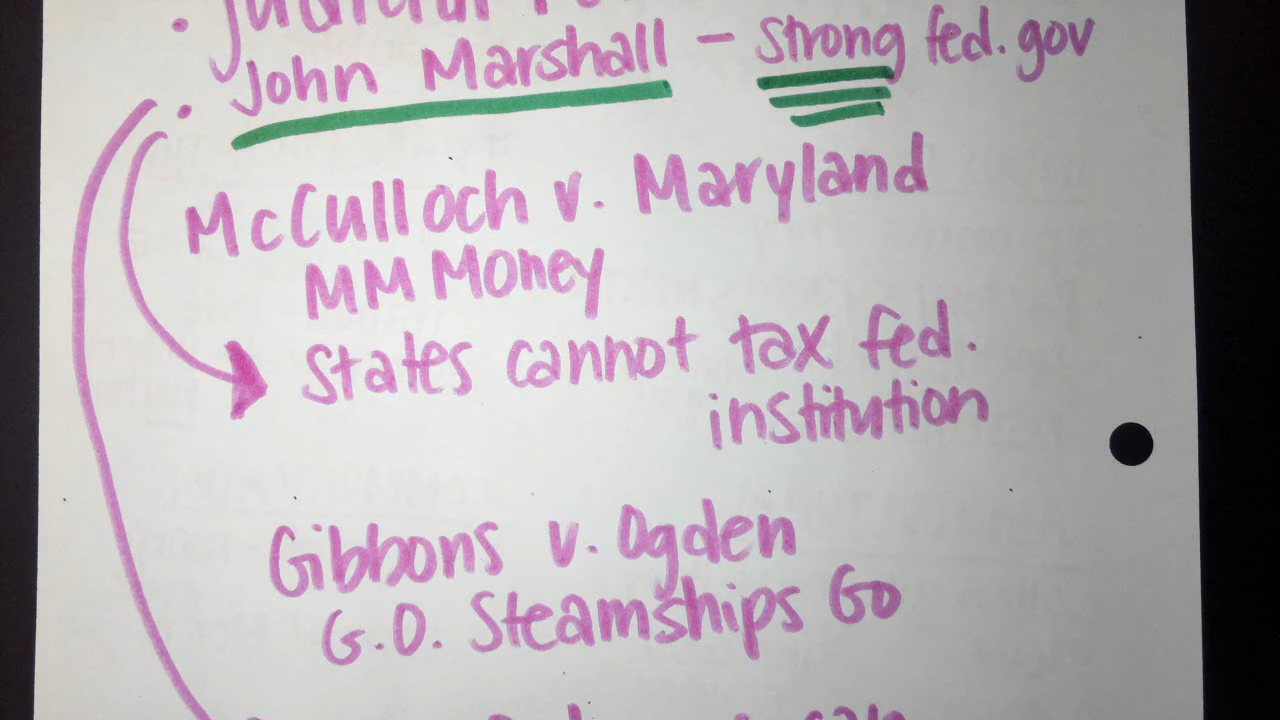 John Marshall - strong fed. gov
McCulloch v. Maryland
MM Money
States cannot tax fed.
institution
Gibbons v. Ogden
G.O. Steamships Go